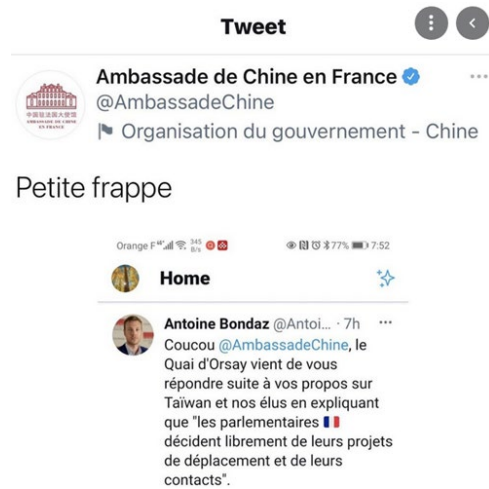 Tweet
Ambassade de Chine en France
@AmbassadeChine
Organisation du gouvernement - Chine
Petite frappe
Orange F 77% 7:52
Home
Antoine Bondaz @Antoi... · 7h
Coucou @AmbassadeChine, le
Quai d'Orsay vient de vous
répondre suite à vos propos sur
Taïwan et nos élus en expliquant
que "les parlementaires 🇫🇷
décident librement de leurs projets
de déplacement et de leurs
contacts".